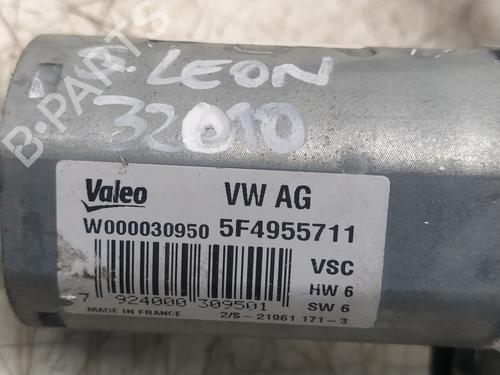 S. LEON
32010
B-PARTS
Valeo VW AG
W000030950 5F4955711
VSC
HW 6
7 924000 309501 SW 6
MADE IN FRANCE 2/S - 21961 171-3